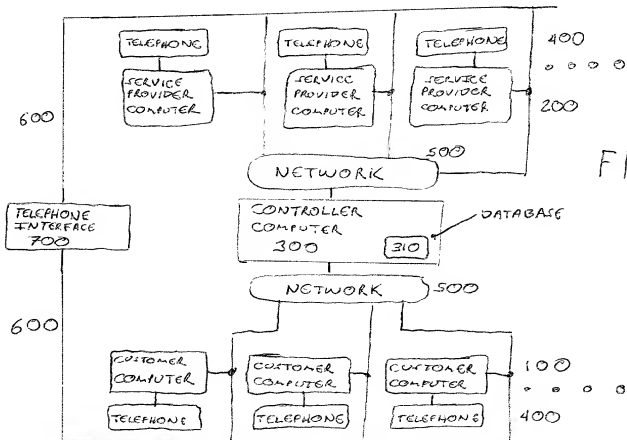 TELEPHONE TELEPHONE TELEPHONE 400
SERVICE PROVIDER COMPUTER
SERVICE PROVIDER COMPUTER
SERVICE PROVIDER COMPUTER
200
600
500
NETWORK
FI
TELEPHONE INTERFACE 700
CONTROLLER COMPUTER 300
310
DATABASE
NETWORK 500
600
CUSTOMER COMPUTER
CUSTOMER COMPUTER
CUSTOMER COMPUTER
100
TELEPHONE TELEPHONE TELEPHONE 400